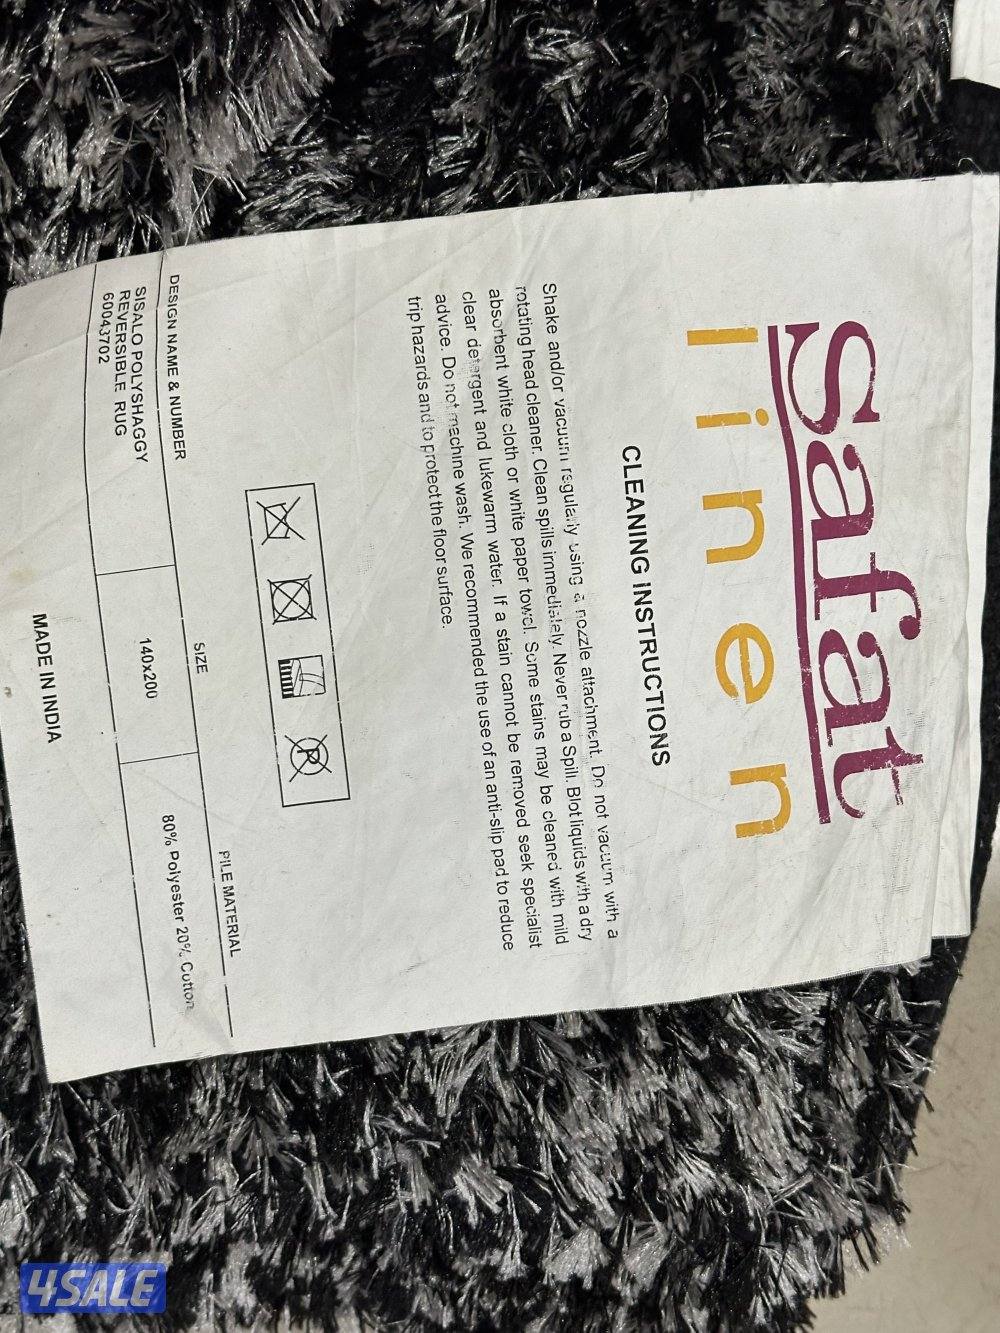 Safat
linen
CLEANING INSTRUCTIONS
Shake and/or vacuum regularly using a nozzle attachment. Do not vacuum with a
rotating head cleaner. Clean spills immediately. Never rub a Spill. Blot liquids with a dry
absorbent white cloth or white paper towel. Some stains may be cleaned with mild
clear detergent and lukewarm water. If a stain cannot be removed seek specialist
advice. Do not machine wash. We recommended the use of an anti-slip pad to reduce
trip hazards and to protect the floor surface.
P
DESIGN NAME & NUMBER SIZE PILE MATERIAL
SISALO POLYSHAGGY 140x200 80% Polyester 20% Cotton
REVERSIBLE RUG
60043702
MADE IN INDIA
4SALE